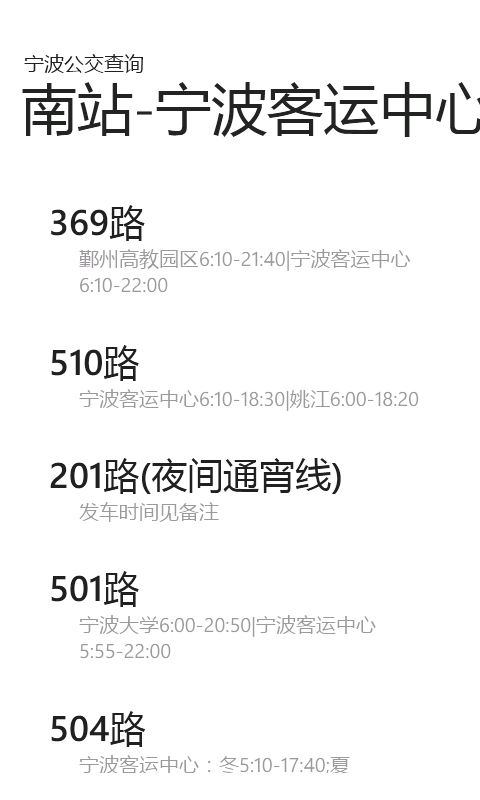 宁波公交查询
南站-宁波客运中心
369路
鄞州高教园区6:10-21:40|宁波客运中心
6:10-22:00
510路
宁波客运中心6:10-18:30|姚江6:00-18:20
201路(夜间通宵线)
发车时间见备注
501路
宁波大学6:00-20:50|宁波客运中心
5:55-22:00
504路
宁波客运中心：冬5:10-17:40;夏